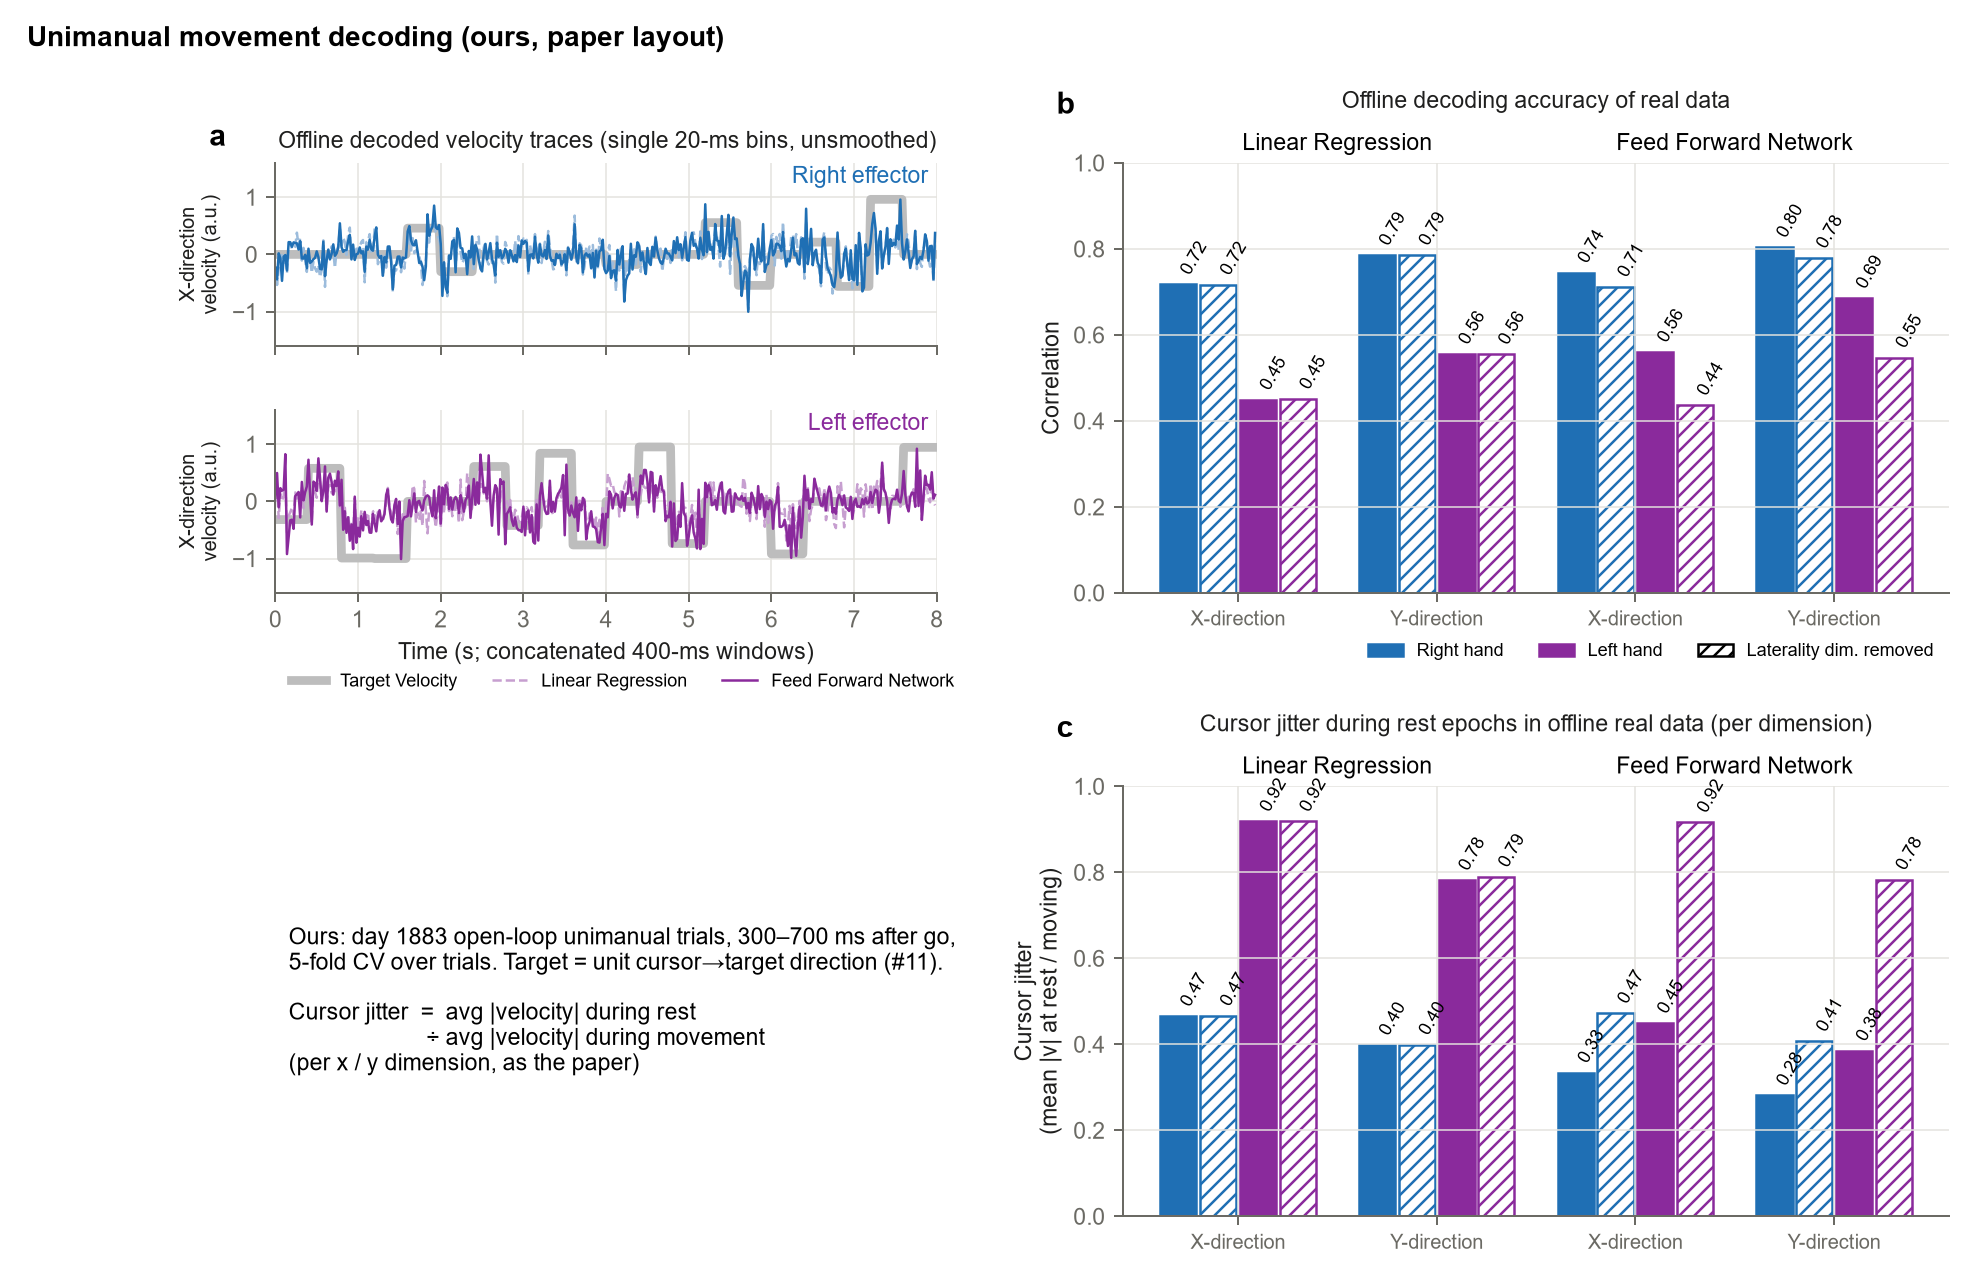 Unimanual movement decoding (ours, paper layout)
a
Offline decoded velocity traces (single 20-ms bins, unsmoothed)
Right effector
X-direction
velocity (a.u.)
1
0
−1
Left effector
X-direction
velocity (a.u.)
1
0
−1
0 1 2 3 4 5 6 7 8
Time (s; concatenated 400-ms windows)
Target Velocity Linear Regression Feed Forward Network
Ours: day 1883 open-loop unimanual trials, 300–700 ms after go,
5-fold CV over trials. Target = unit cursor→target direction (#11).
Cursor jitter = avg |velocity| during rest
÷ avg |velocity| during movement
(per x / y dimension, as the paper)
b
Offline decoding accuracy of real data
Linear Regression Feed Forward Network
Correlation
1.0
0.8
0.6
0.4
0.2
0.0
0.72 0.72 0.45 0.45 0.79 0.79 0.56 0.56 0.74 0.71 0.56 0.44 0.80 0.78 0.69 0.55
X-direction Y-direction X-direction Y-direction
Right hand Left hand Laterality dim. removed
c
Cursor jitter during rest epochs in offline real data (per dimension)
Linear Regression Feed Forward Network
Cursor jitter
(mean |v| at rest / moving)
1.0
0.8
0.6
0.4
0.2
0.0
0.47 0.47 0.92 0.92 0.40 0.40 0.78 0.79 0.33 0.47 0.45 0.92 0.28 0.41 0.38 0.78
X-direction Y-direction X-direction Y-direction